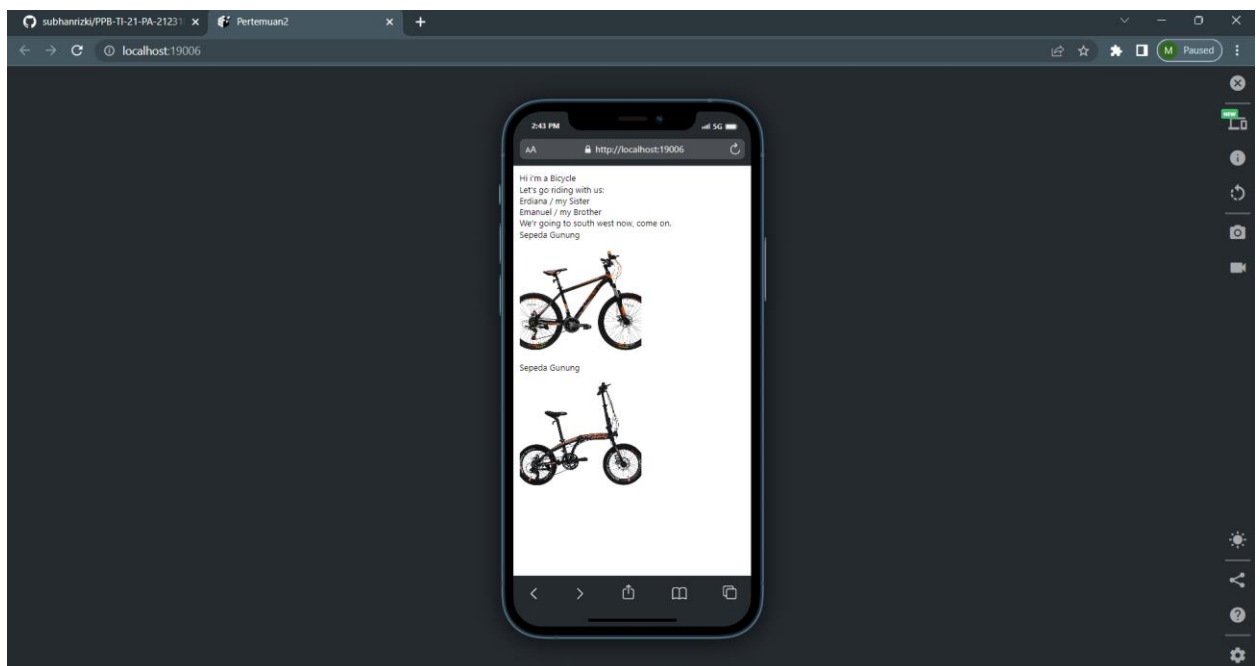 subhanrizki/PPB-TI-21-PA-21231
Pertemuan2
localhost:19006
Paused
M
NEW
2:43 PM
5G
AA
http://localhost:19006
Hi i'm a Bicycle
Let's go riding with us:
Erdiana / my Sister
Emanuel / my Brother
We'r going to south west now, come on.
Sepeda Gunung
Sepeda Gunung